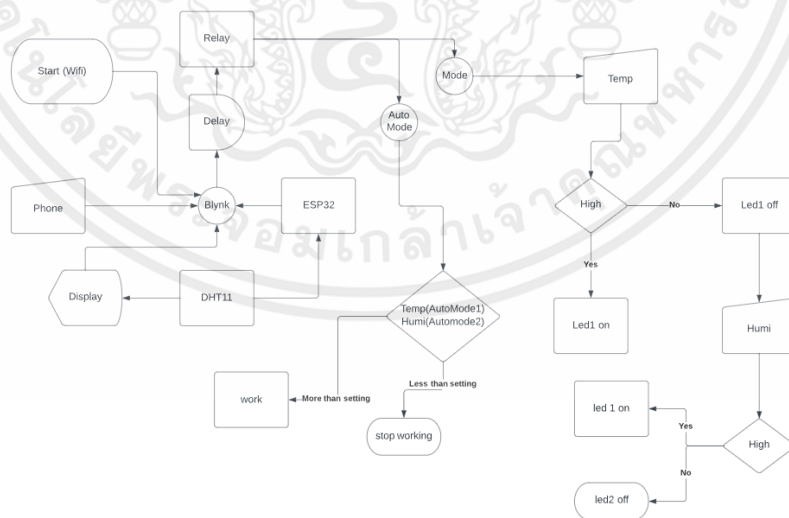 Start (Wifi)
Relay
Mode
Temp
Delay
Auto
Mode
Phone
Blynk
ESP32
High
No
Led1 off
Yes
Display
DHT11
Led1 on
Humi
Temp(AutoMode1)
Humi(Automode2)
work
More than setting
Less than setting
stop working
led 1 on
Yes
High
No
led2 off